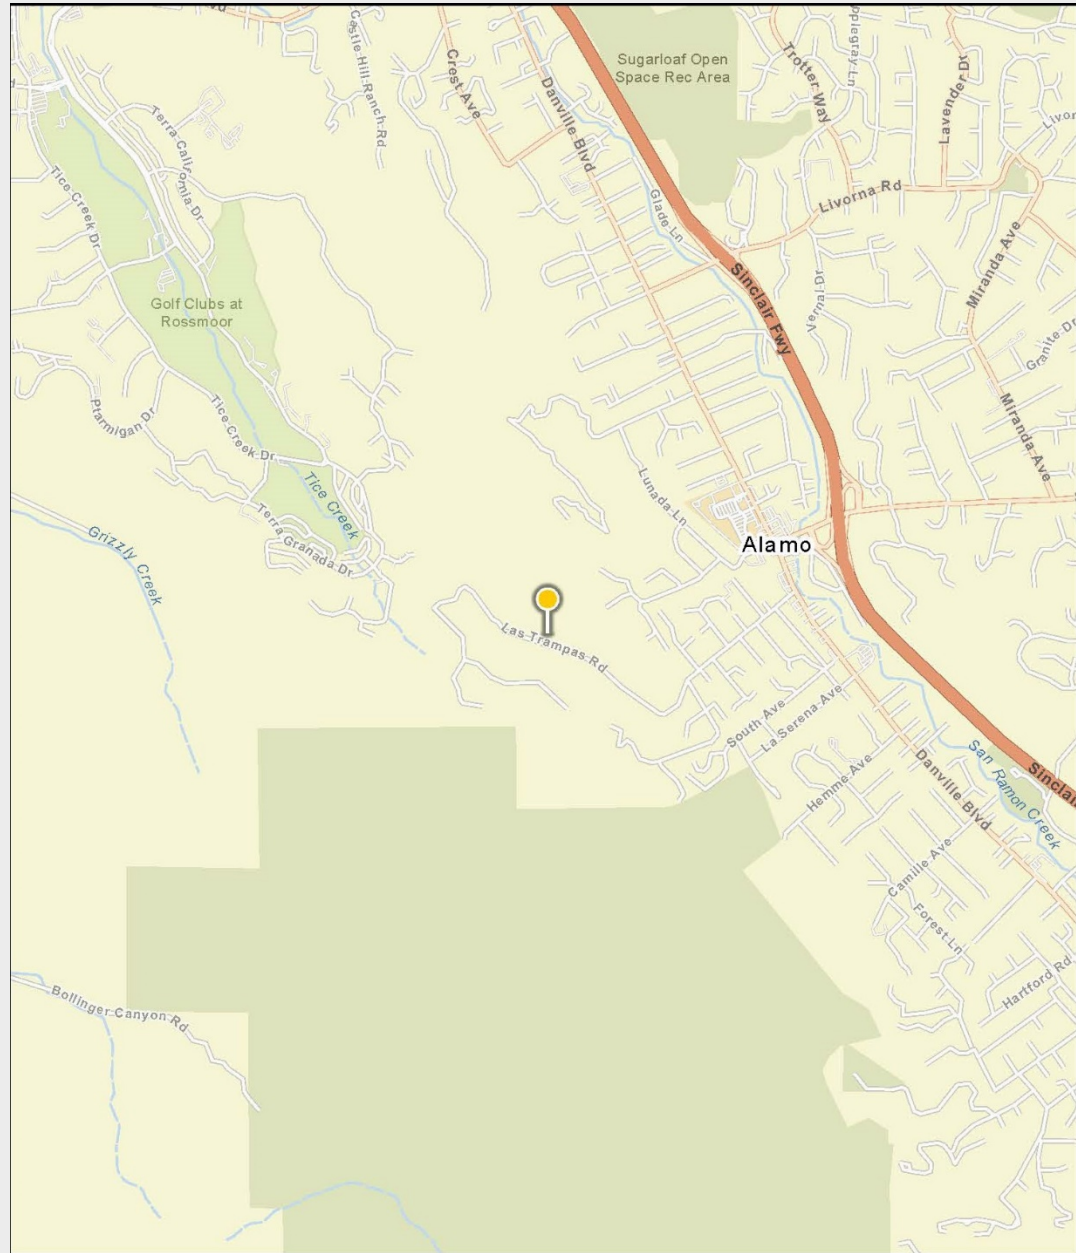 Sugarloaf Open
Space Rec Area
Castle Hill Ranch Rd
Crest Ave
Danville Blvd
Trotter Way
Lavender Dr
Livorna Rd
Terra California Dr
Tice Creek Dr
Glade Ln
Sinclair Fwy
Miranda Ave
Vernal Dr
Granite Dr
Golf Clubs at
Rossmoor
Ptarmigan Dr
Tice Creek Dr
Miranda Ave
Tice Creek
Lunada Ln
Terra Granada Dr
Grizzly Creek
Alamo
Las Trampas Rd
South Ave
La Serena Ave
Hemme Ave
Danville Blvd
San Ramon Creek
Camille Ave
Forest Ln
Hartford Rd
Bollinger Canyon Rd